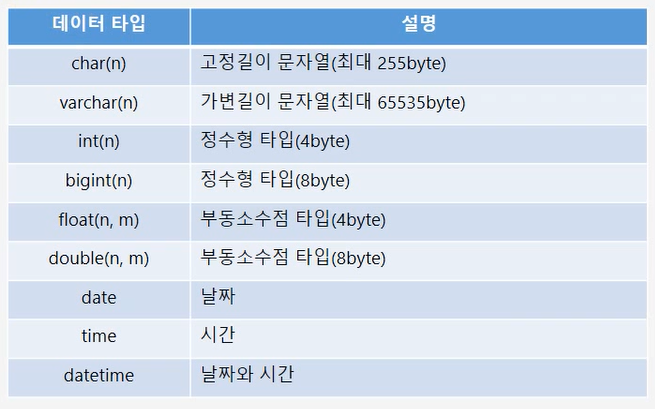 데이터 타입 설명
char(n) 고정길이 문자열(최대 255byte)
varchar(n) 가변길이 문자열(최대 65535byte)
int(n) 정수형 타입(4byte)
bigint(n) 정수형 타입(8byte)
float(n, m) 부동소수점 타입(4byte)
double(n, m) 부동소수점 타입(8byte)
date 날짜
time 시간
datetime 날짜와 시간